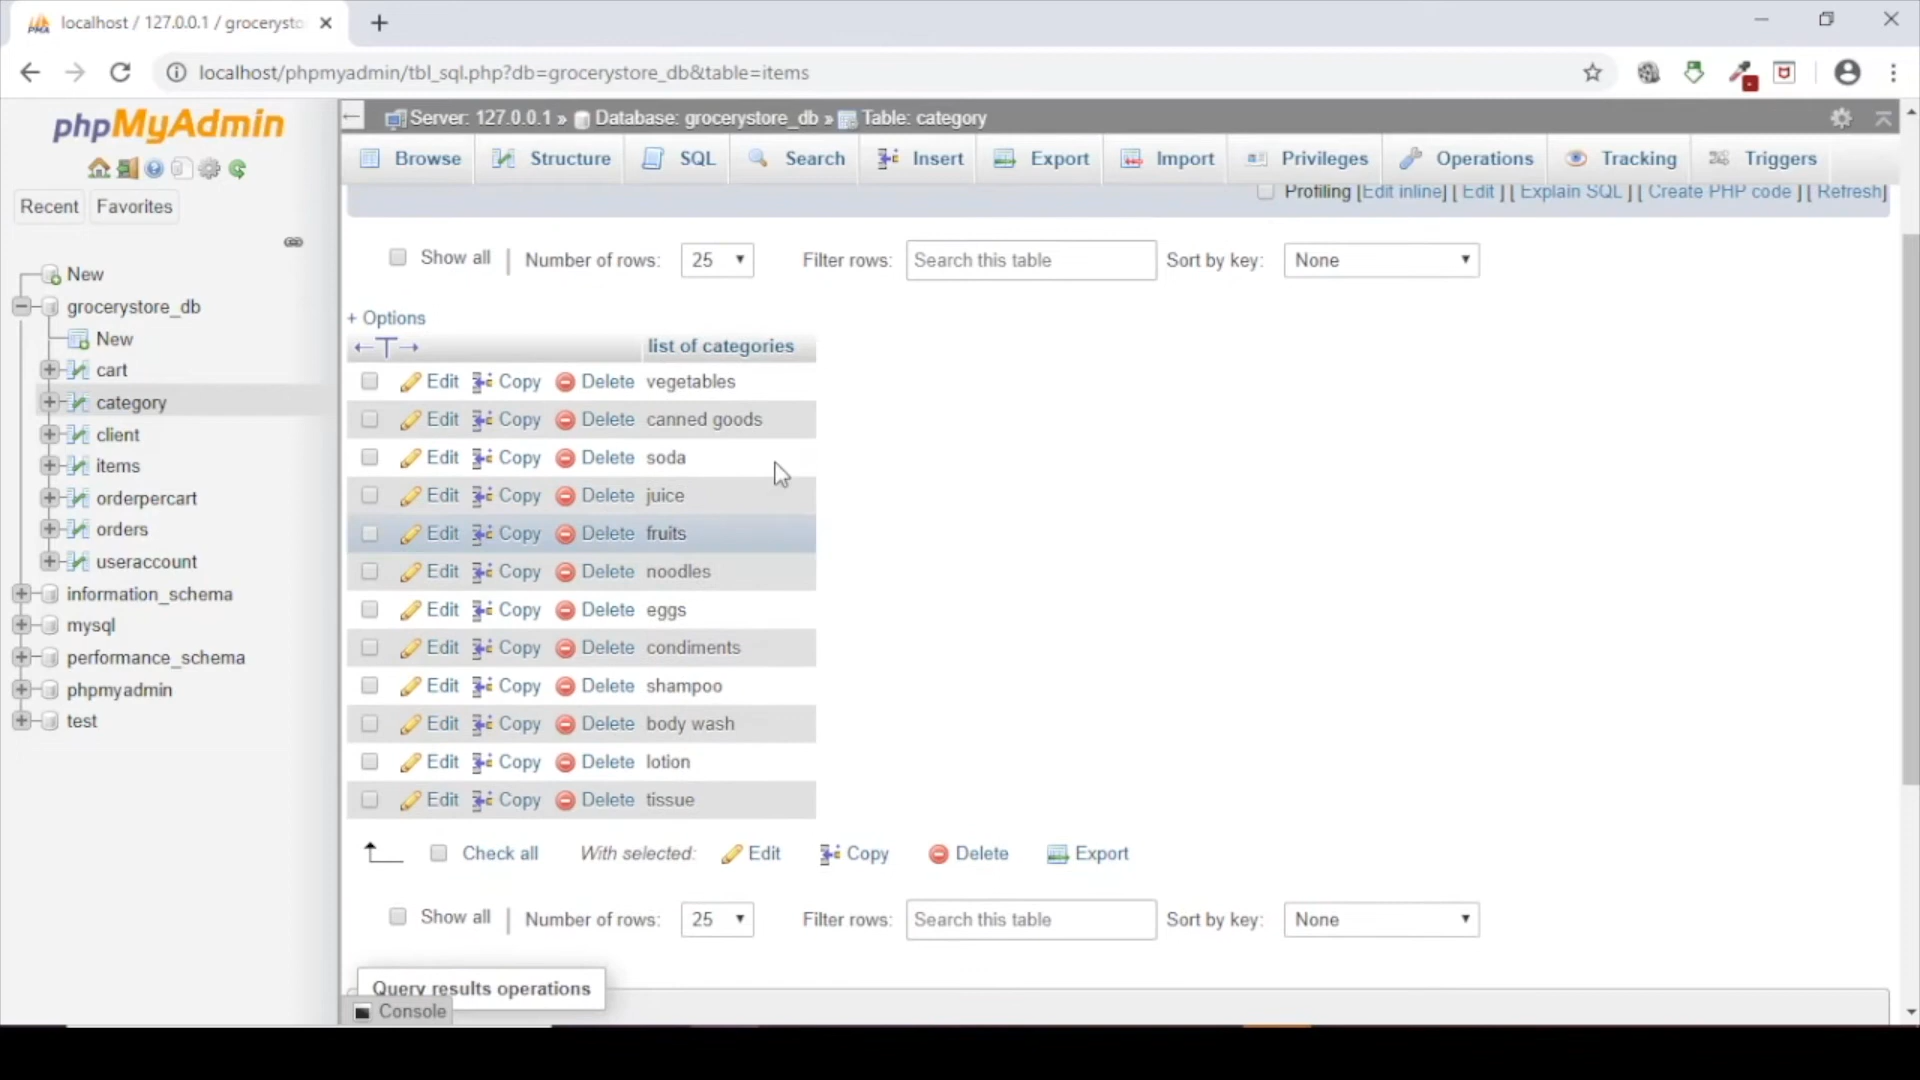 localhost / 127.0.0.1 / grocerysto
localhost/phpmyadmin/tbl_sql.php?db=grocerystore_db&table=items
phpMyAdmin
Recent Favorites
New
grocerystore_db
New
cart
category
client
items
orderpercart
orders
useraccount
information_schema
mysql
performance_schema
phpmyadmin
test
Server: 127.0.0.1 » Database: grocerystore_db » Table: category
Browse Structure SQL Search Insert Export Import Privileges Operations Tracking Triggers
Profiling [Edit inline] [ Edit ] [ Explain SQL ] [ Create PHP code ] [ Refresh]
Show all | Number of rows: 25 Filter rows: Search this table Sort by key: None
+ Options
←T→ list of categories
Edit Copy Delete vegetables
Edit Copy Delete canned goods
Edit Copy Delete soda
Edit Copy Delete juice
Edit Copy Delete fruits
Edit Copy Delete noodles
Edit Copy Delete eggs
Edit Copy Delete condiments
Edit Copy Delete shampoo
Edit Copy Delete body wash
Edit Copy Delete lotion
Edit Copy Delete tissue
Check all With selected: Edit Copy Delete Export
Show all | Number of rows: 25 Filter rows: Search this table Sort by key: None
Query results operations
Console